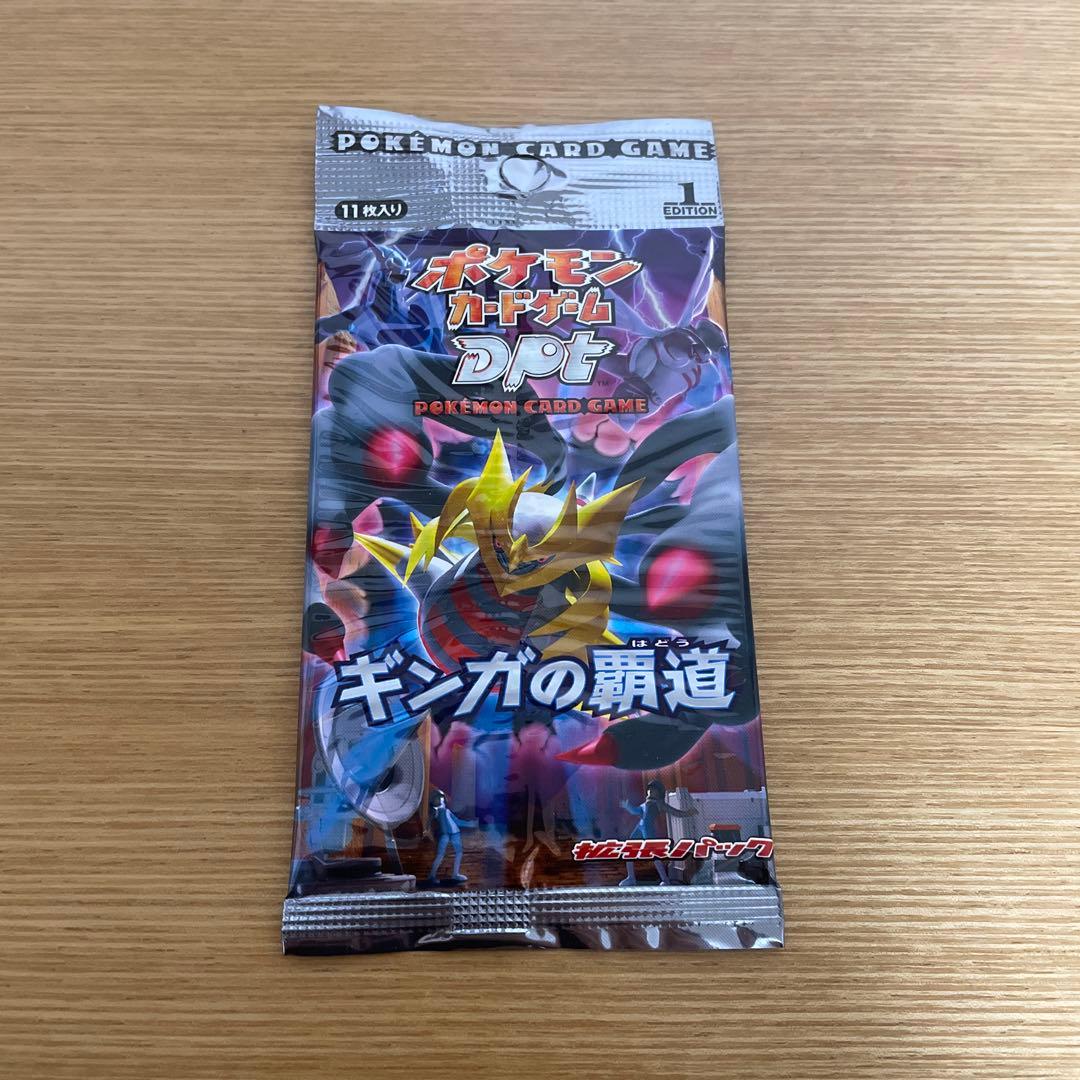 POKÉMON CARD GAME
11枚入り
1
EDITION
ポケモン
カードゲーム
DPt
TM
POKÉMON CARD GAME
はどう
ギンガの覇道
拡張パック